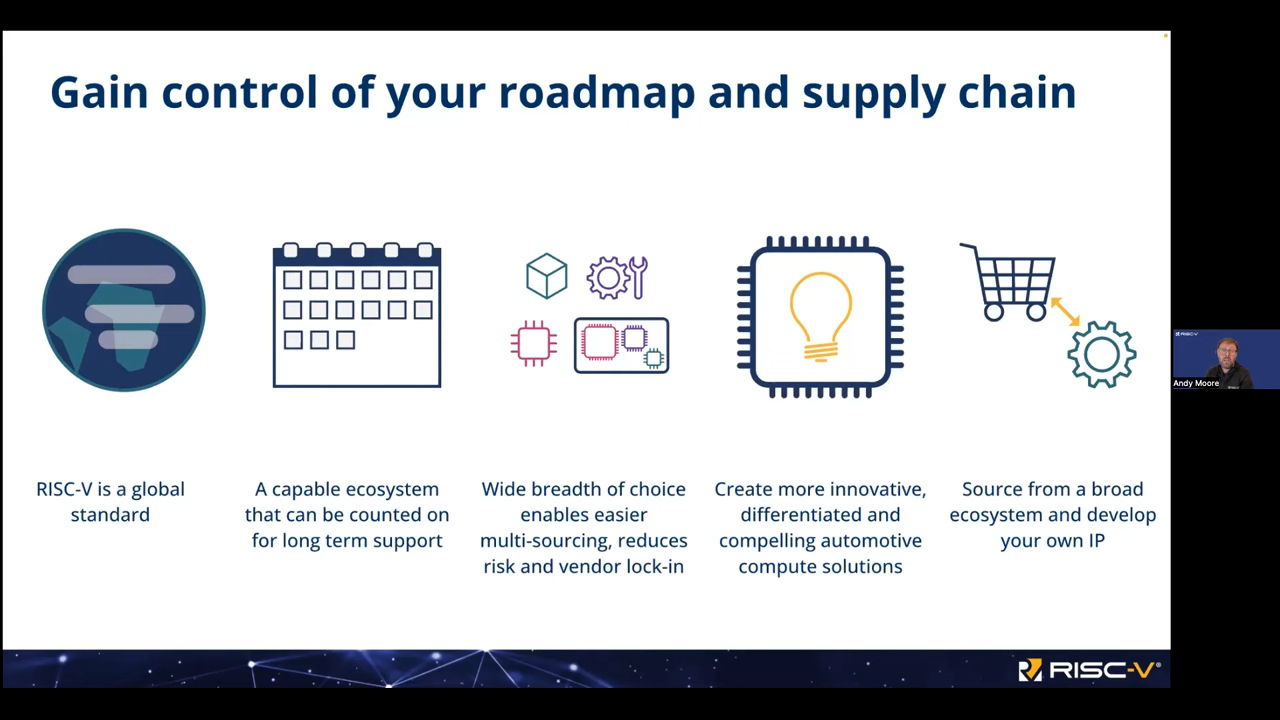 Gain control of your roadmap and supply chain
RISC-V is a global
standard
A capable ecosystem
that can be counted on
for long term support
Wide breadth of choice
enables easier
multi-sourcing, reduces
risk and vendor lock-in
Create more innovative,
differentiated and
compelling automotive
compute solutions
Source from a broad
ecosystem and develop
your own IP
RISC-V®
RISC-V
Andy Moore